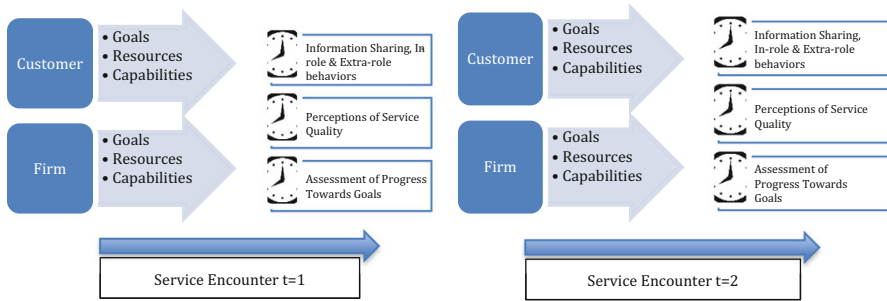 Customer
• Goals
• Resources
• Capabilities
Firm
• Goals
• Resources
• Capabilities
Information Sharing, In-
role & Extra-role
behaviors
Perceptions of Service
Quality
Assessment of Progress
Towards Goals
Service Encounter t=1
Customer
• Goals
• Resources
• Capabilities
Firm
• Goals
• Resources
• Capabilities
Information Sharing,
In-role & Extra-role
behaviors
Perceptions of Service
Quality
Assessment of
Progress Towards
Goals
Service Encounter t=2